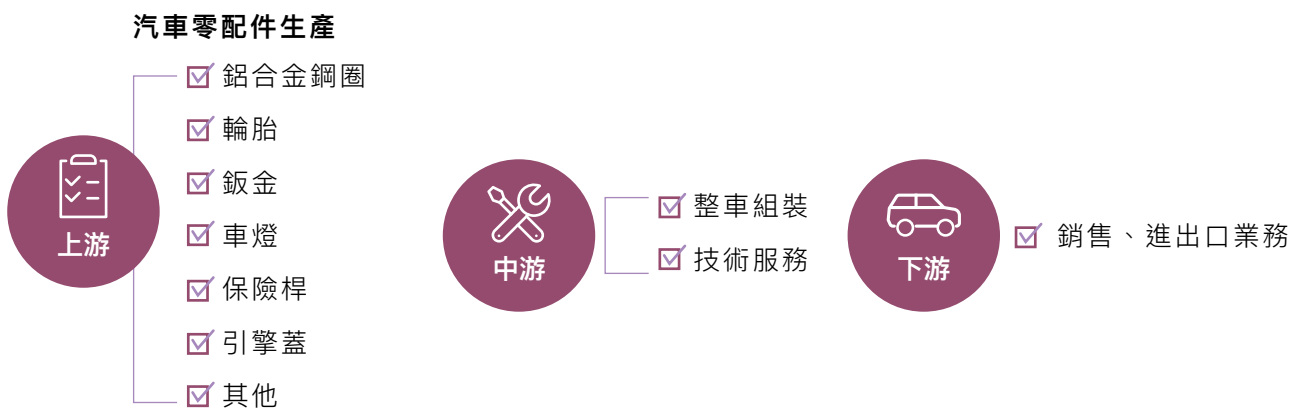 汽車零配件生產
上游
鋁合金鋼圈
輪胎
鈑金
車燈
保險桿
引擎蓋
其他
中游
整車組裝
技術服務
下游
銷售、進出口業務